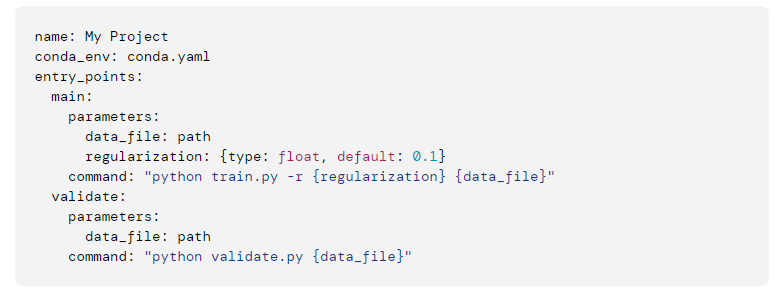 name: My Project
conda_env: conda.yaml
entry_points:
  main:
    parameters:
      data_file: path
      regularization: {type: float, default: 0.1}
    command: "python train.py -r {regularization} {data_file}"
  validate:
    parameters:
      data_file: path
    command: "python validate.py {data_file}"